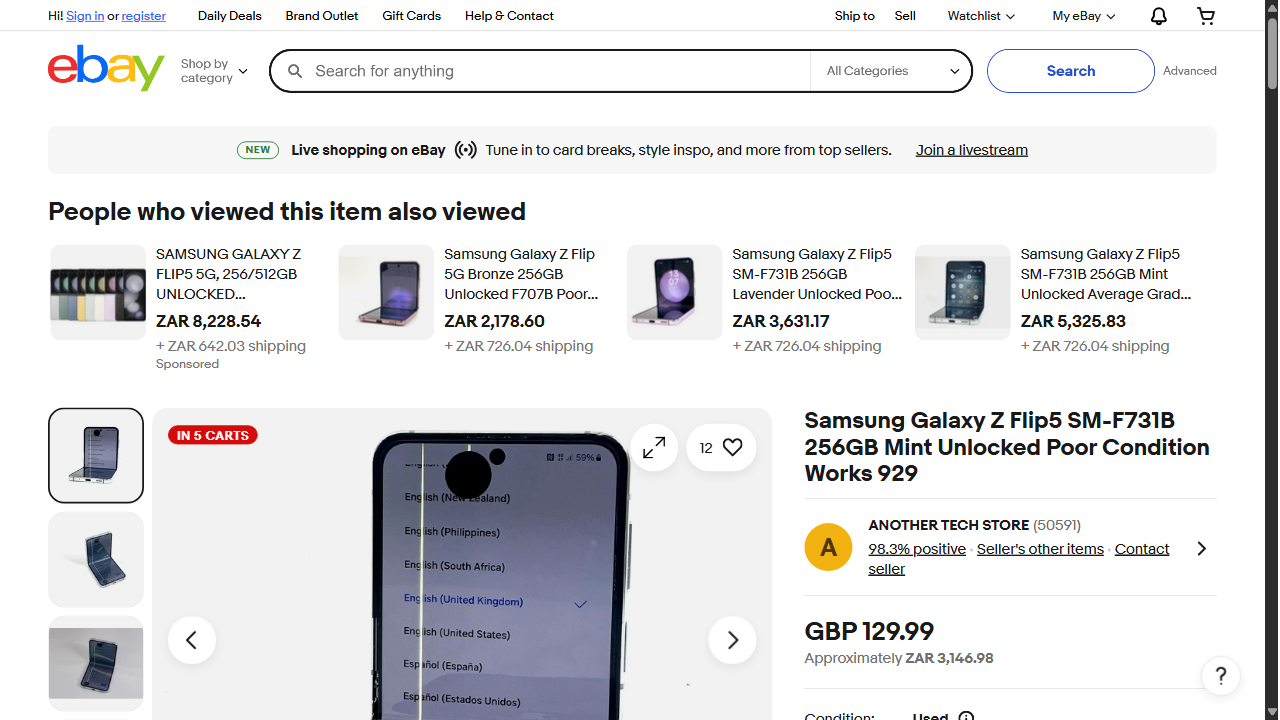 Hi! Sign in or register
Daily Deals
Brand Outlet
Gift Cards
Help & Contact
Ship to
Sell
Watchlist
My eBay
ebay
Shop by category
Search for anything
All Categories
Search
Advanced
NEW
Live shopping on eBay
Tune in to card breaks, style inspo, and more from top sellers.
Join a livestream
People who viewed this item also viewed
SAMSUNG GALAXY Z
FLIP5 5G, 256/512GB
UNLOCKED...
ZAR 8,228.54
+ ZAR 642.03 shipping
Sponsored
Samsung Galaxy Z Flip
5G Bronze 256GB
Unlocked F707B Poor...
ZAR 2,178.60
+ ZAR 726.04 shipping
Samsung Galaxy Z Flip5
SM-F731B 256GB
Lavender Unlocked Poo...
ZAR 3,631.17
+ ZAR 726.04 shipping
Samsung Galaxy Z Flip5
SM-F731B 256GB Mint
Unlocked Average Grad...
ZAR 5,325.83
+ ZAR 726.04 shipping
IN 5 CARTS
12
59%
English (New Zealand)
English (Philippines)
English (South Africa)
English (United Kingdom)
English (United States)
Español (España)
Español (Estados Unidos)
Samsung Galaxy Z Flip5 SM-F731B
256GB Mint Unlocked Poor Condition
Works 929
A
ANOTHER TECH STORE (50591)
98.3% positive · Seller's other items · Contact
seller
GBP 129.99
Approximately ZAR 3,146.98
Condition:
Used
?